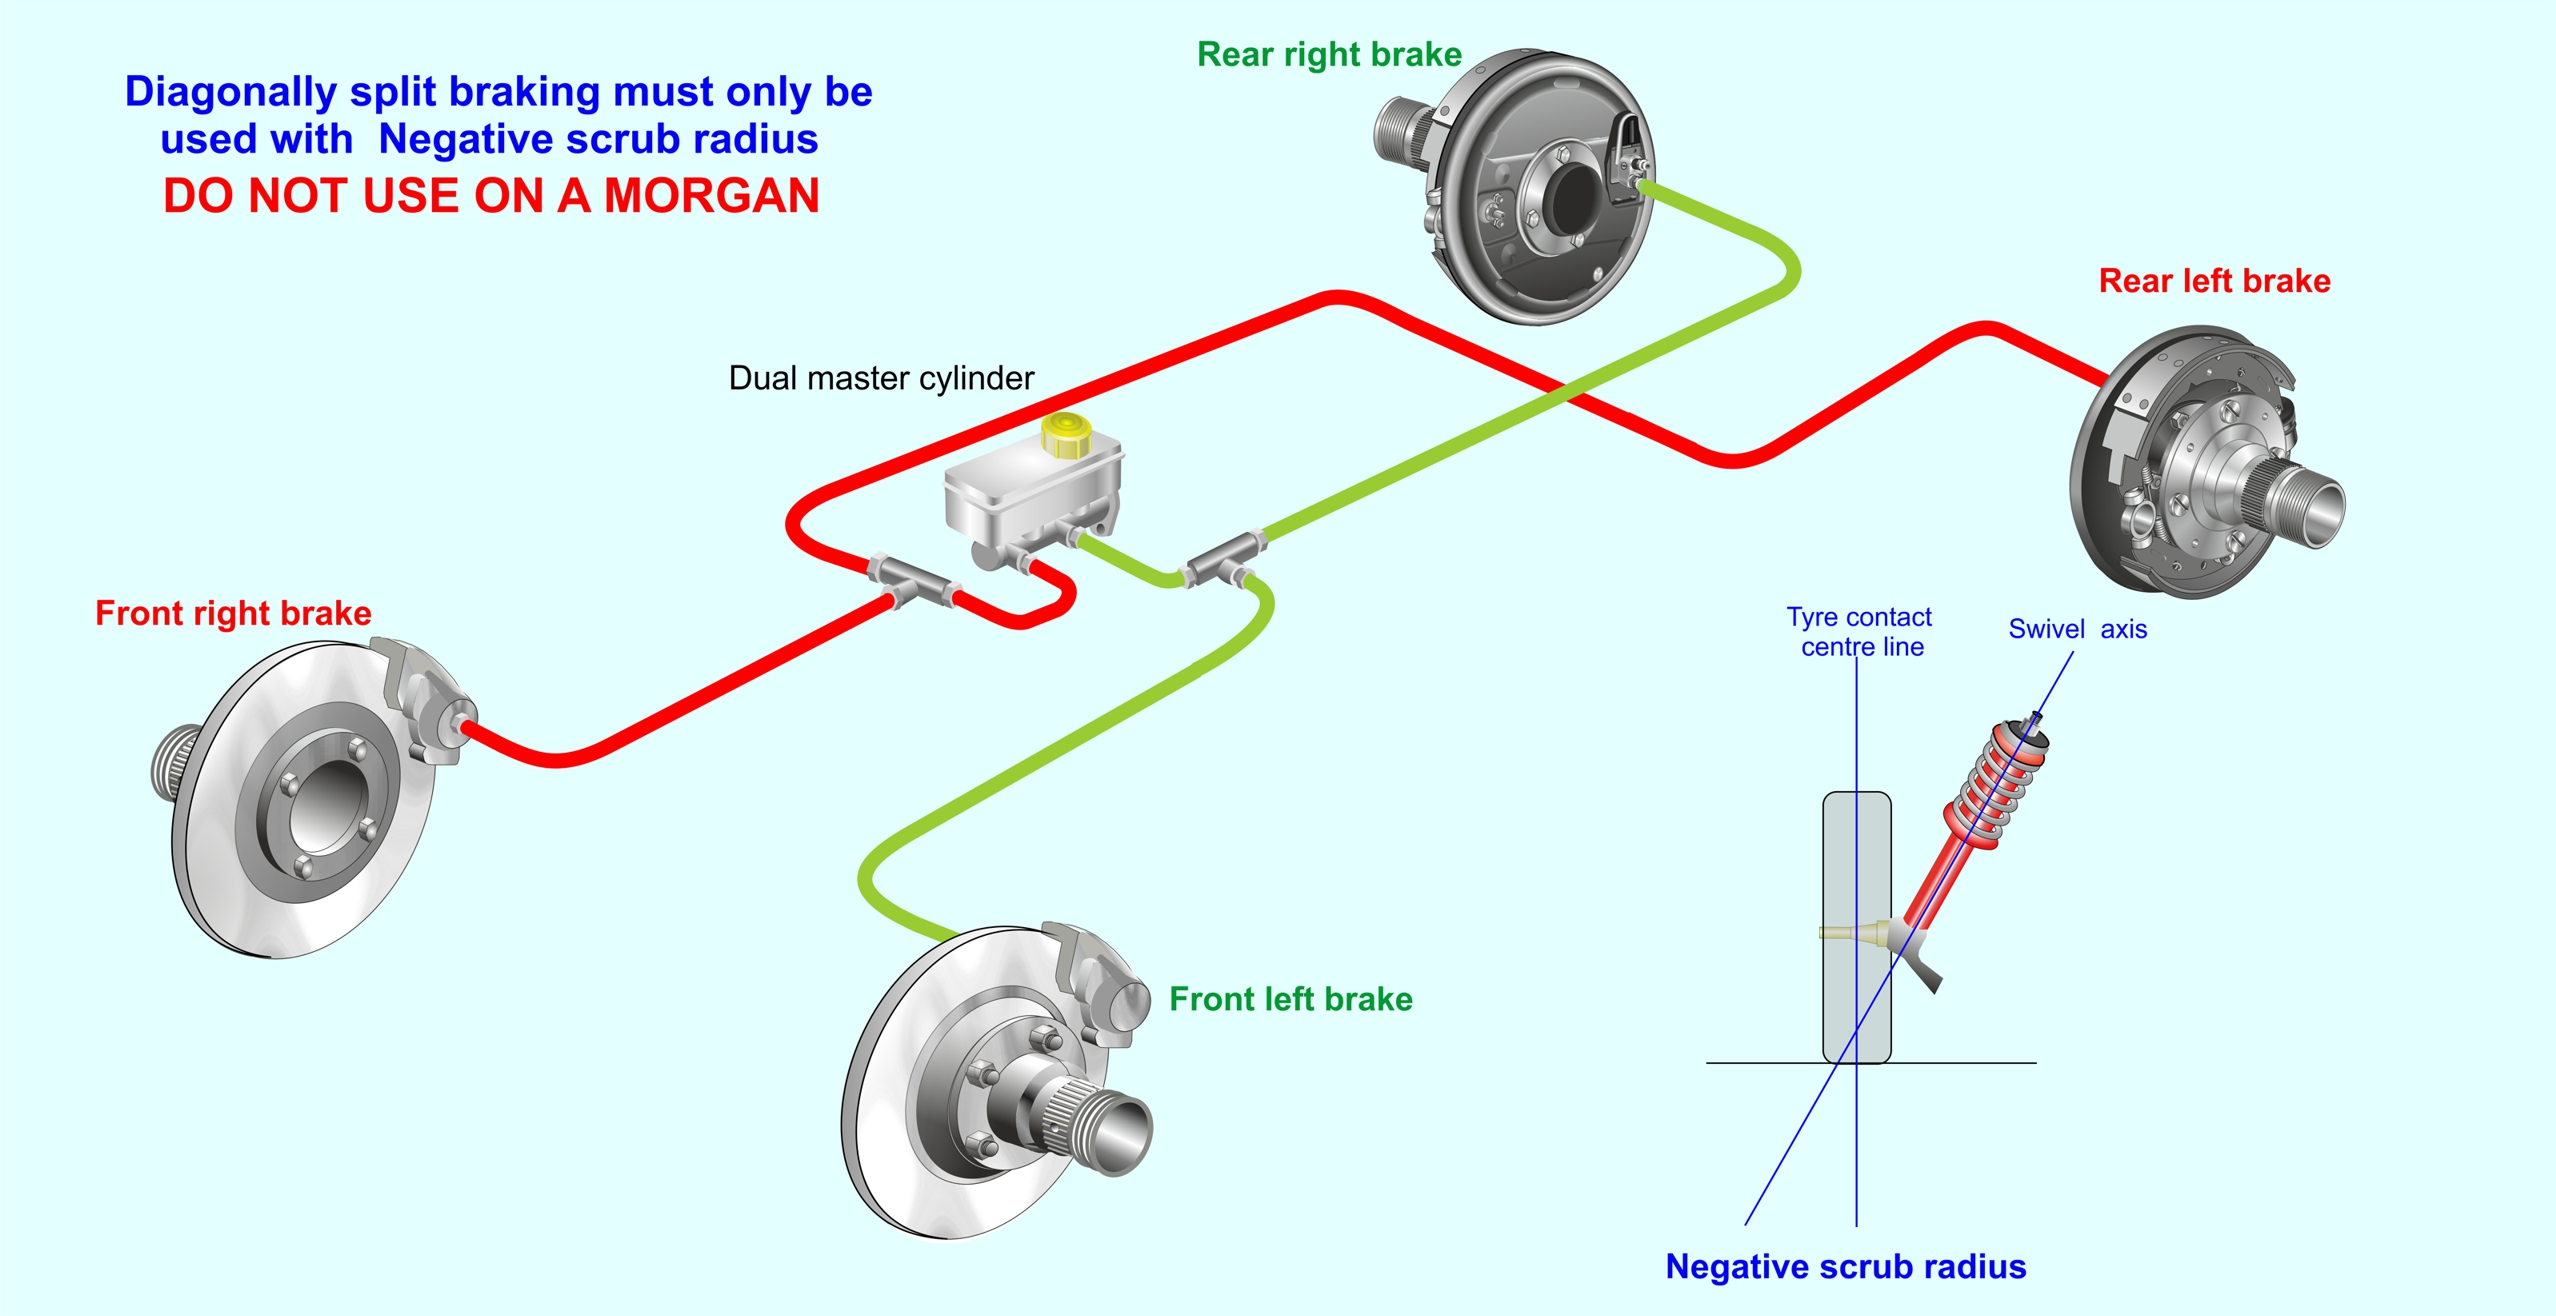 Diagonally split braking must only be
used with  Negative scrub radius
DO NOT USE ON A MORGAN
Rear right brake
Rear left brake
Dual master cylinder
Front right brake
Front left brake
Tyre contact
centre line
Swivel  axis
Negative scrub radius